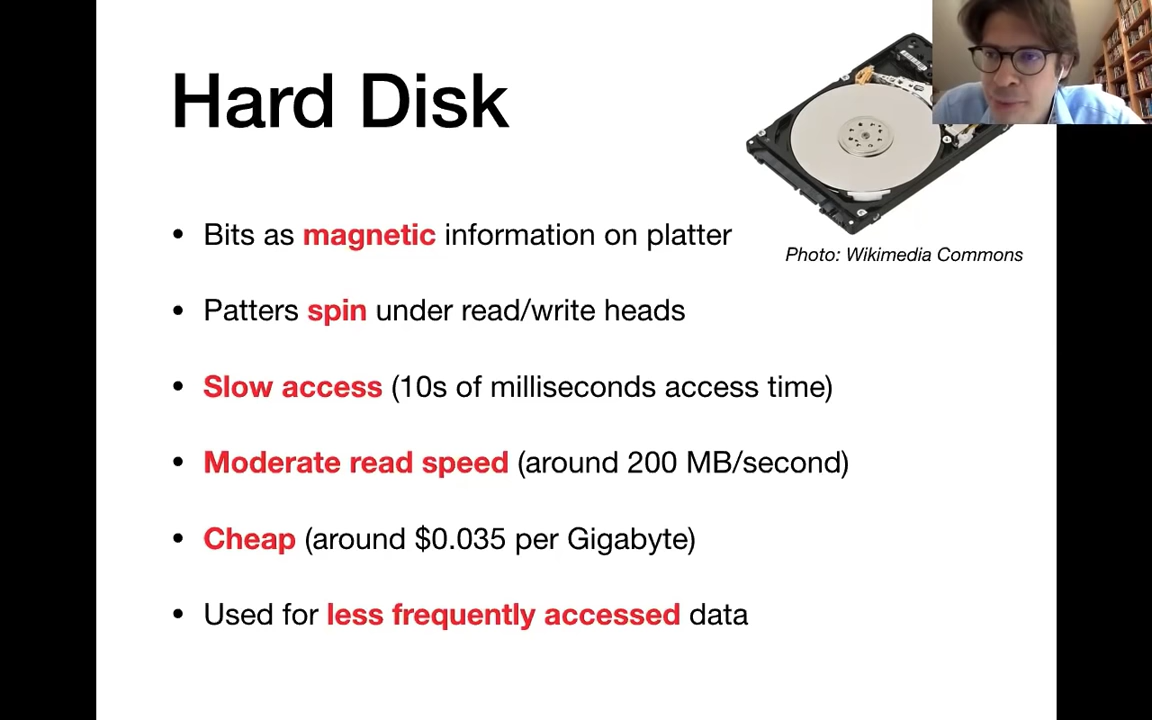 Hard Disk
• Bits as magnetic information on platter
Photo: Wikimedia Commons
• Patters spin under read/write heads
• Slow access (10s of milliseconds access time)
• Moderate read speed (around 200 MB/second)
• Cheap (around $0.035 per Gigabyte)
• Used for less frequently accessed data